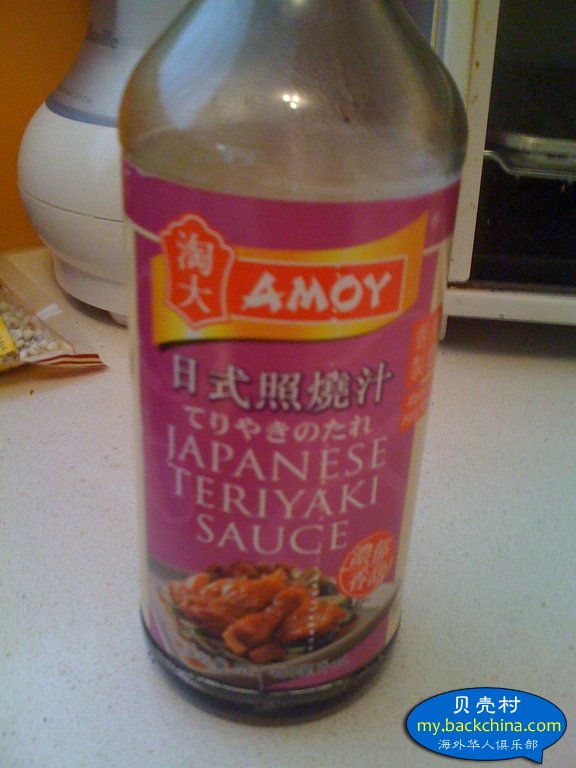 淘大
AMOY
日式照燒汁
てりやきのたれ
JAPANESE
TERIYAKI
SAUCE
濃郁
香甜
贝壳村
my.backchina.com
海外华人俱乐部